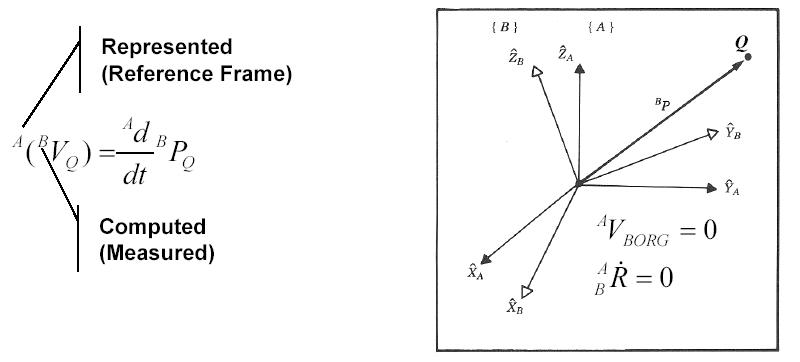 Represented
(Reference Frame)
ᴬ(ᴮV_Q) = ᴬd/dt ᴮP_Q
Computed
(Measured)
{B} {A}
Ẑ_B Ẑ_A
Q
ᴮP
Ŷ_B
Ŷ_A
ᴬV_BORG = 0
X̂_A
ᴬ_BṘ = 0
X̂_B